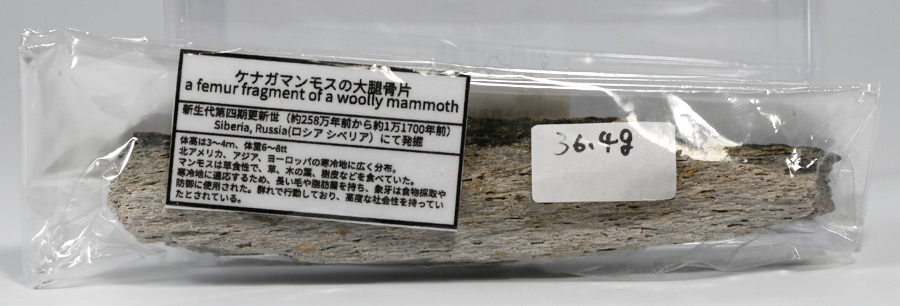 ケナガマンモスの大腿骨片
a femur fragment of a woolly mammoth
新生代第四期更新世（約258万年前から約1万1700年前）
Siberia, Russia(ロシア シベリア）にて発掘
体高は3〜4m、体重6〜8tt
北アメリカ、アジア、ヨーロッパの寒冷地に広く分布。
マンモスは草食性で、草、木の葉、樹皮などを食べていた。
寒冷地に適応するため、長い毛や脂肪層を持ち、象牙は食物採取や
防御に使用された。群れで行動しており、高度な社会性を持ってい
たとされている。
36.4g